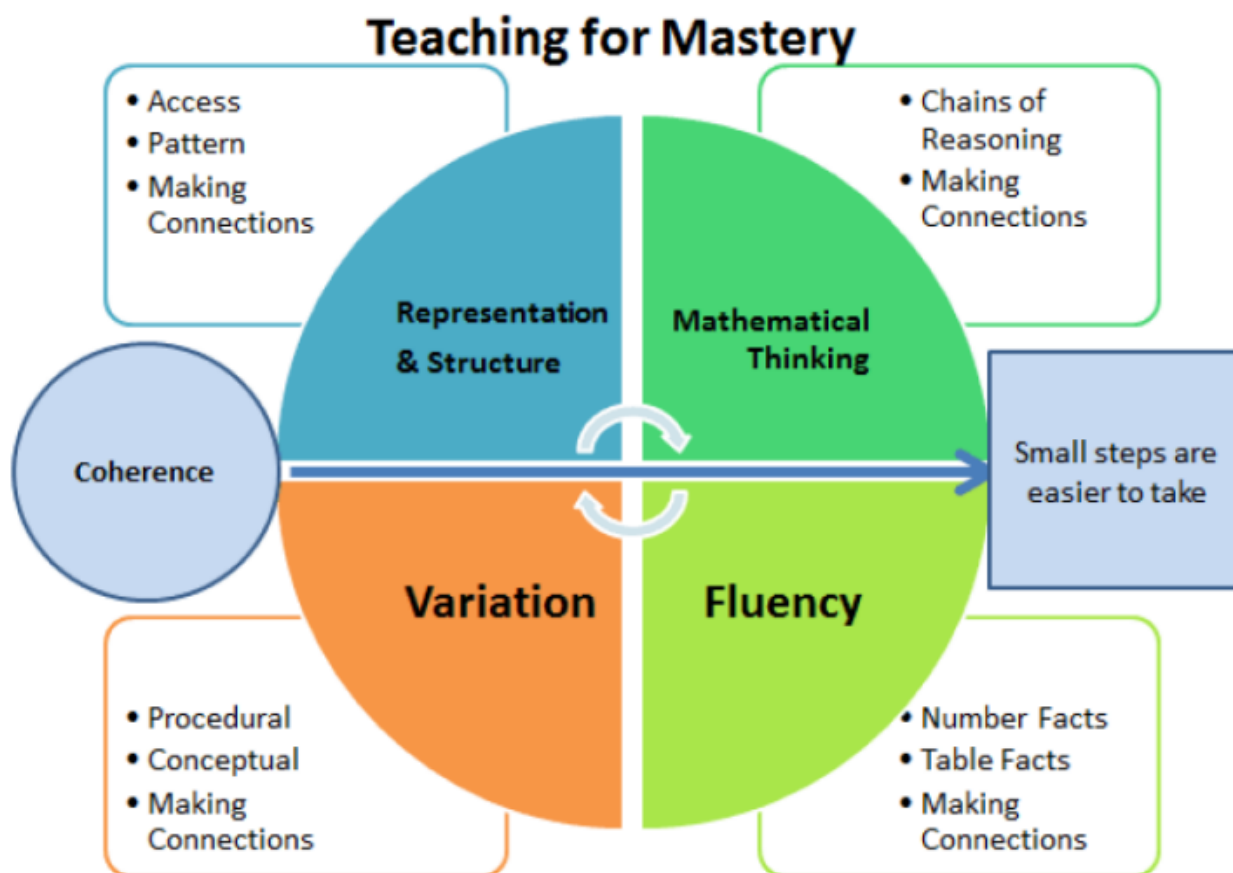 Teaching for Mastery
• Access
• Pattern
• Making
Connections
• Chains of
Reasoning
• Making
Connections
Representation
& Structure
Mathematical
Thinking
Coherence
Small steps are
easier to take
Variation
Fluency
• Procedural
• Conceptual
• Making
Connections
• Number Facts
• Table Facts
• Making
Connections